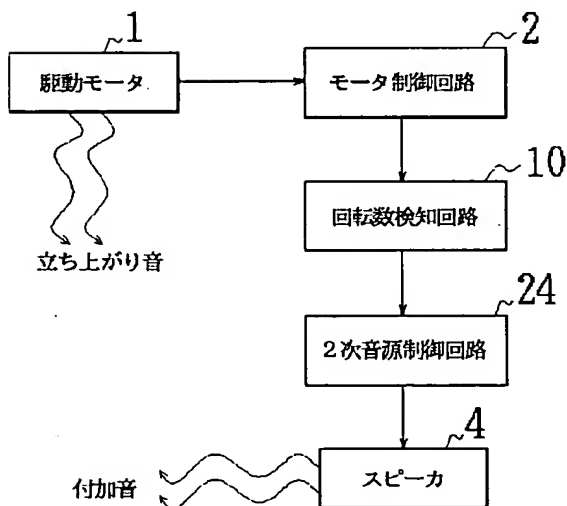 1
駆動モータ
2
モータ制御回路
10
回転数検知回路
立ち上がり音
24
2次音源制御回路
4
スピーカ
付加音